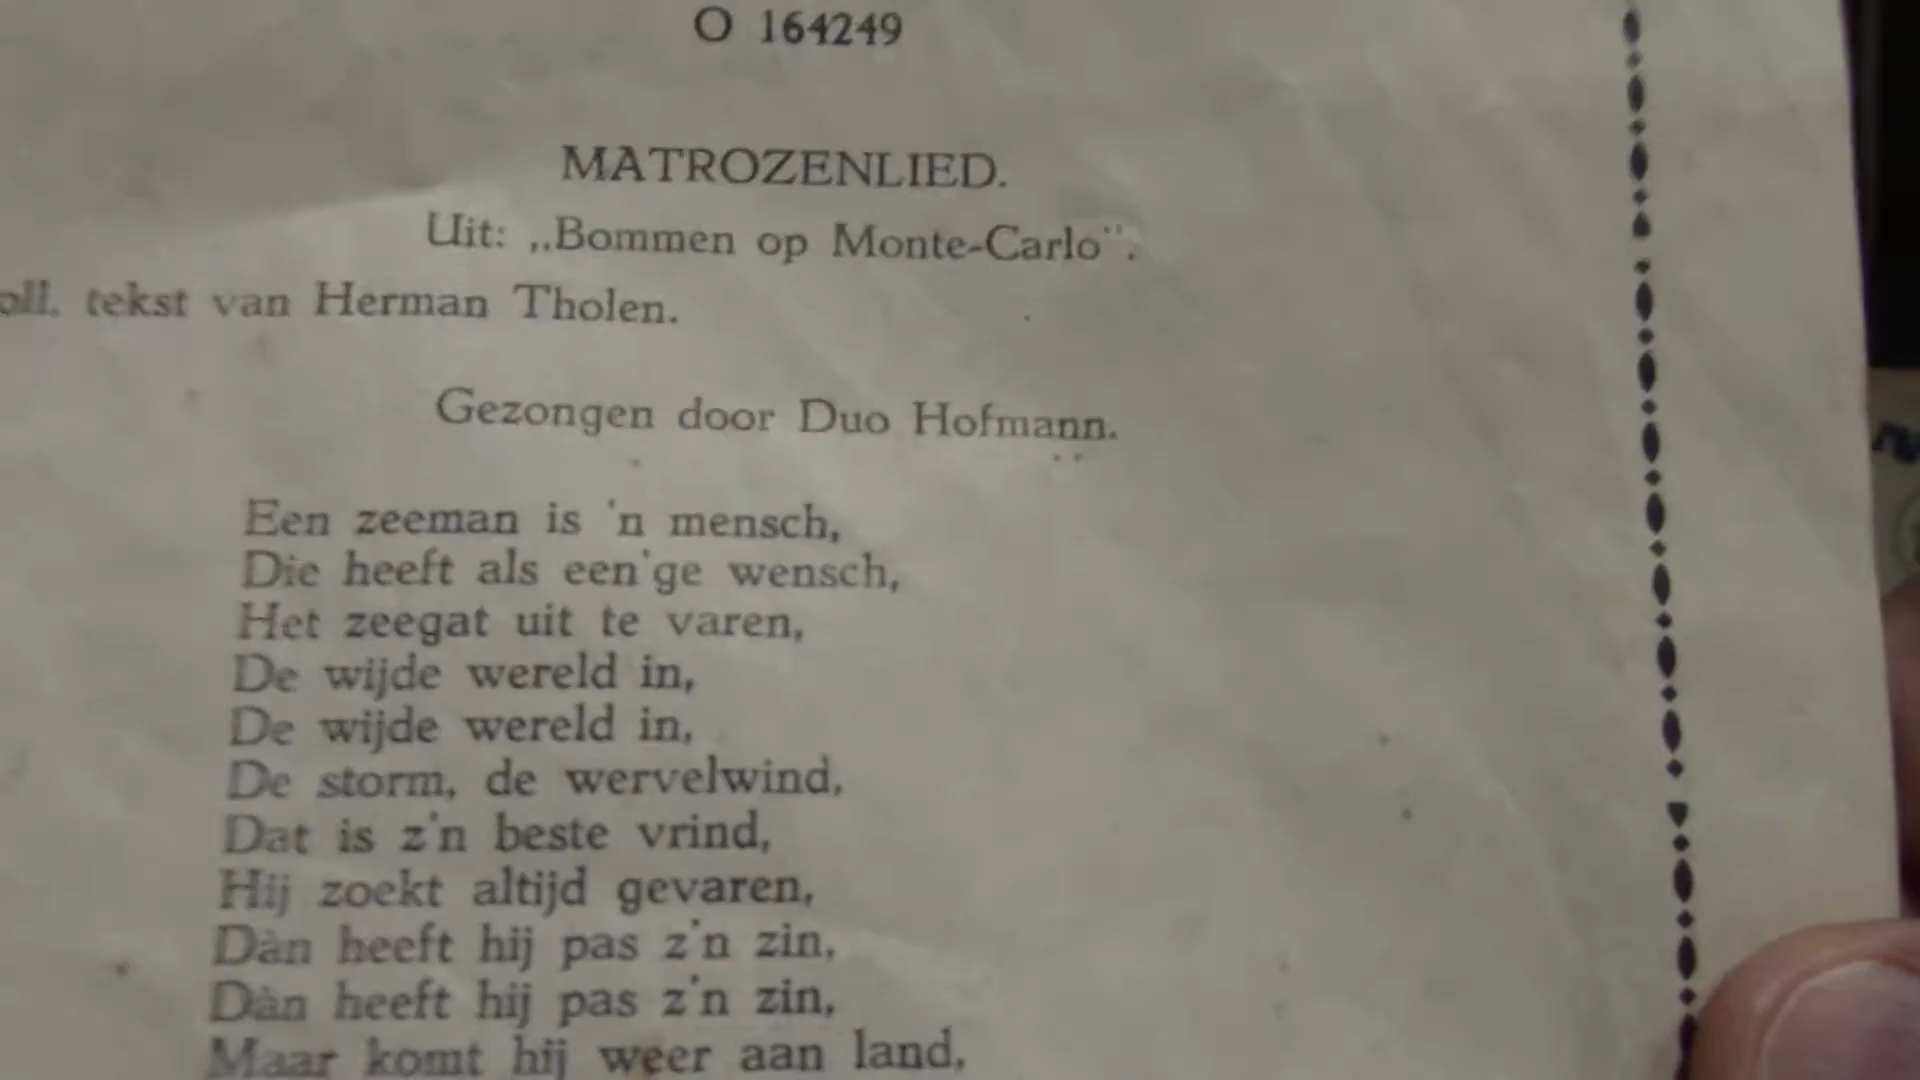 O 164249
MATROZENLIED.
Uit: „Bommen op Monte-Carlo".
oll. tekst van Herman Tholen.
Gezongen door Duo Hofmann.
Een zeeman is 'n mensch,
Die heeft als een'ge wensch,
Het zeegat uit te varen,
De wijde wereld in,
De wijde wereld in,
De storm, de wervelwind,
Dat is z'n beste vrind,
Hij zoekt altijd gevaren,
Dàn heeft hij pas z'n zin,
Dàn heeft hij pas z'n zin,
Maar komt hij weer aan land,